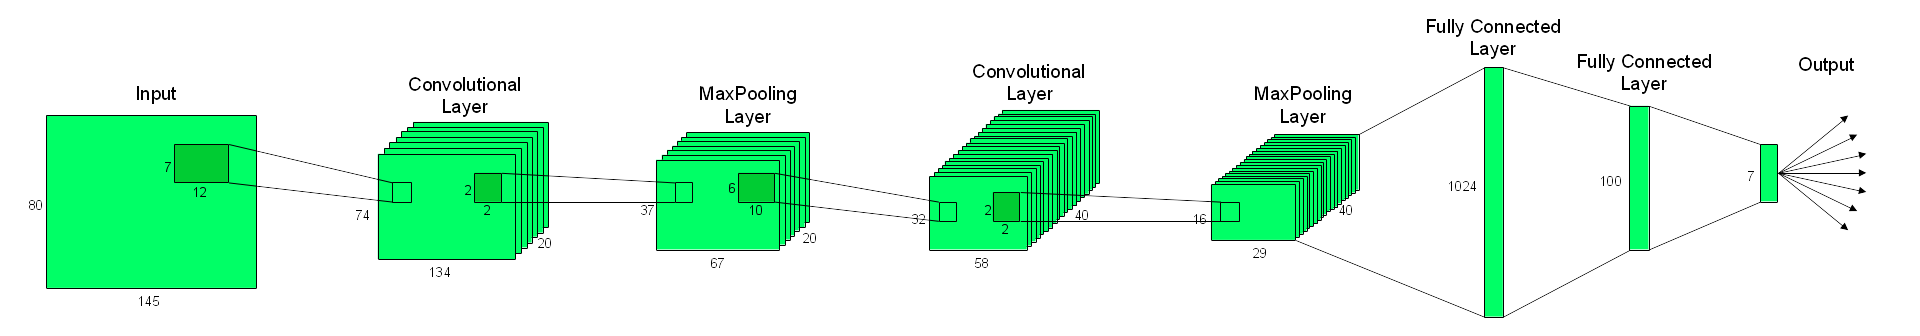 Input
7
12
80
145
Convolutional
Layer
2
2
74
20
134
MaxPooling
Layer
6
10
37
20
67
Convolutional
Layer
2
2
32
40
58
MaxPooling
Layer
16
40
29
Fully Connected
Layer
1024
Fully Connected
Layer
100
7
Output